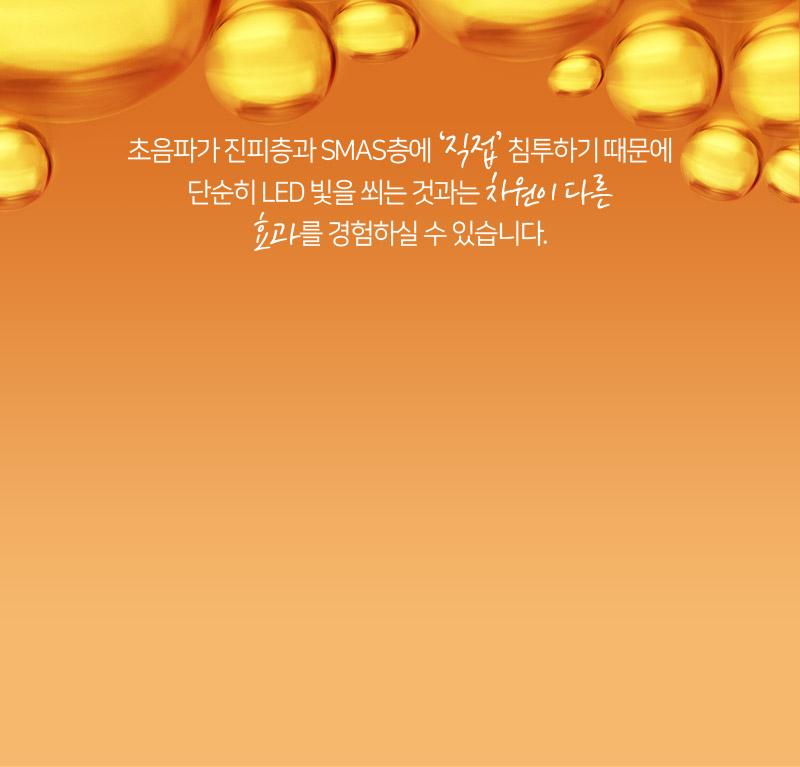 초음파가 진피층과 SMAS층에 ‘직접’ 침투하기 때문에
단순히 LED 빛을 쐬는 것과는 차원이 다른
효과를 경험하실 수 있습니다.